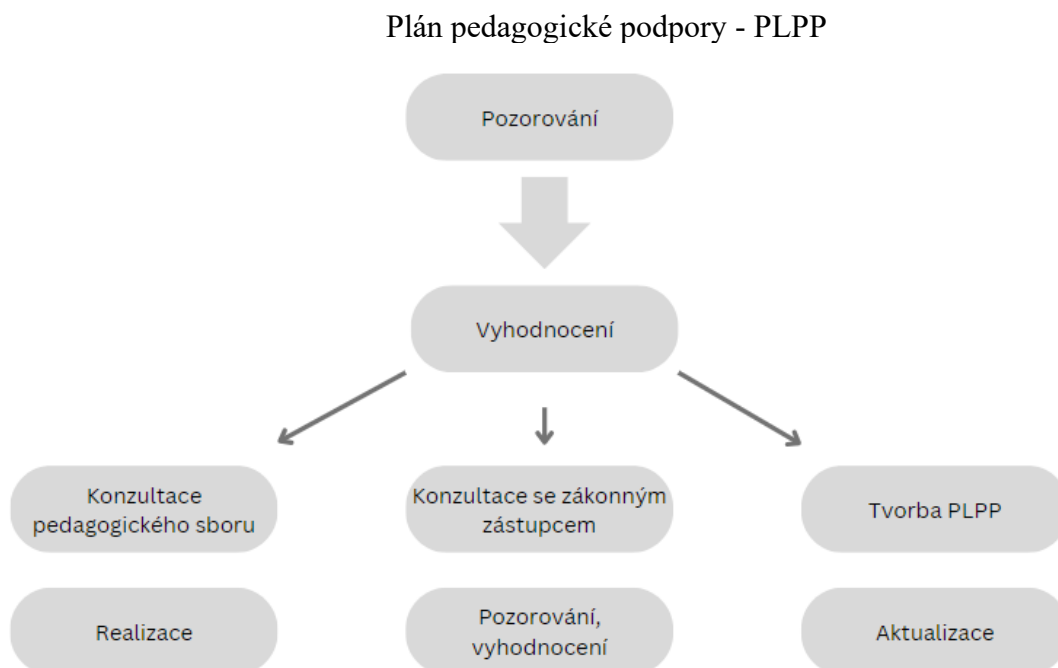 Plán pedagogické podpory - PLPP
Pozorování
Vyhodnocení
Konzultace
pedagogického sboru
Konzultace se zákonným
zástupcem
Tvorba PLPP
Realizace
Pozorování,
vyhodnocení
Aktualizace